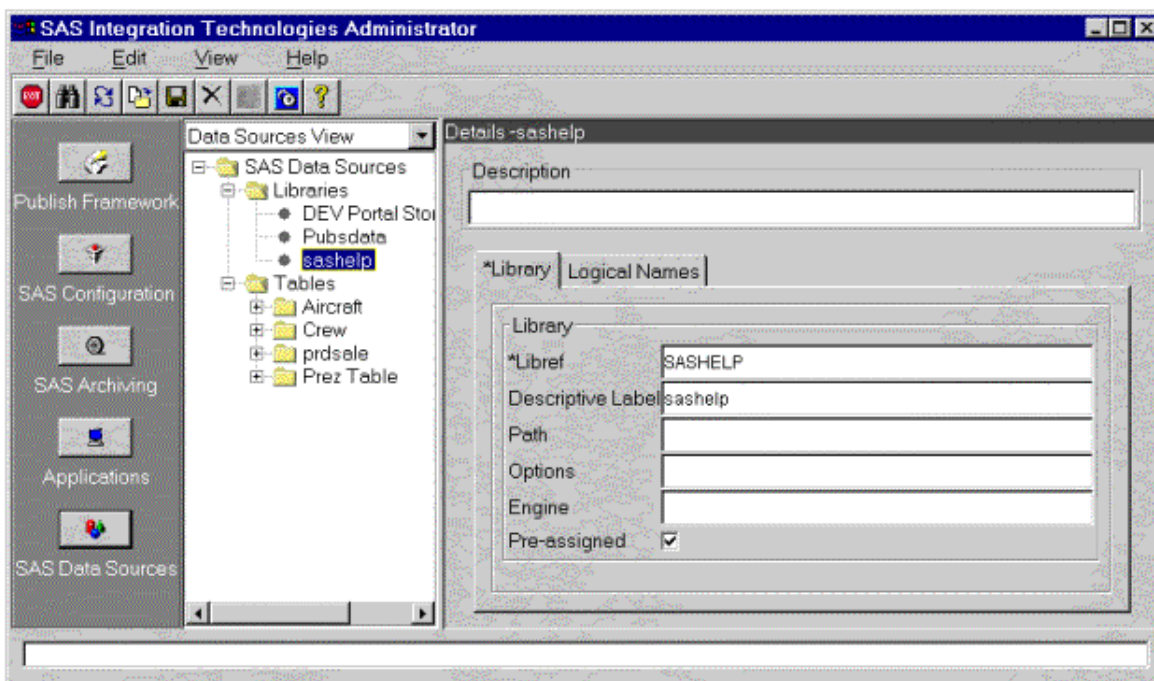 SAS Integration Technologies Administrator
File Edit View Help
EXIT
Publish Framework
SAS Configuration
SAS Archiving
Applications
SAS Data Sources
Data Sources View
SAS Data Sources
Libraries
DEV Portal Stor
Pubsdata
sashelp
Tables
Aircraft
Crew
prdsale
Prez Table
Details -sashelp
Description
*Library Logical Names
Library
*Libref SASHELP
Descriptive Label sashelp
Path
Options
Engine
Pre-assigned